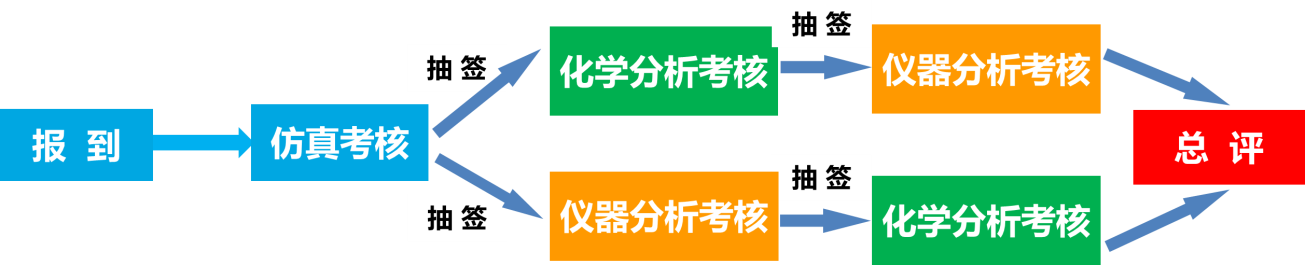 报 到
仿真考核
抽 签
化学分析考核
抽 签
仪器分析考核
抽 签
仪器分析考核
抽 签
化学分析考核
总 评